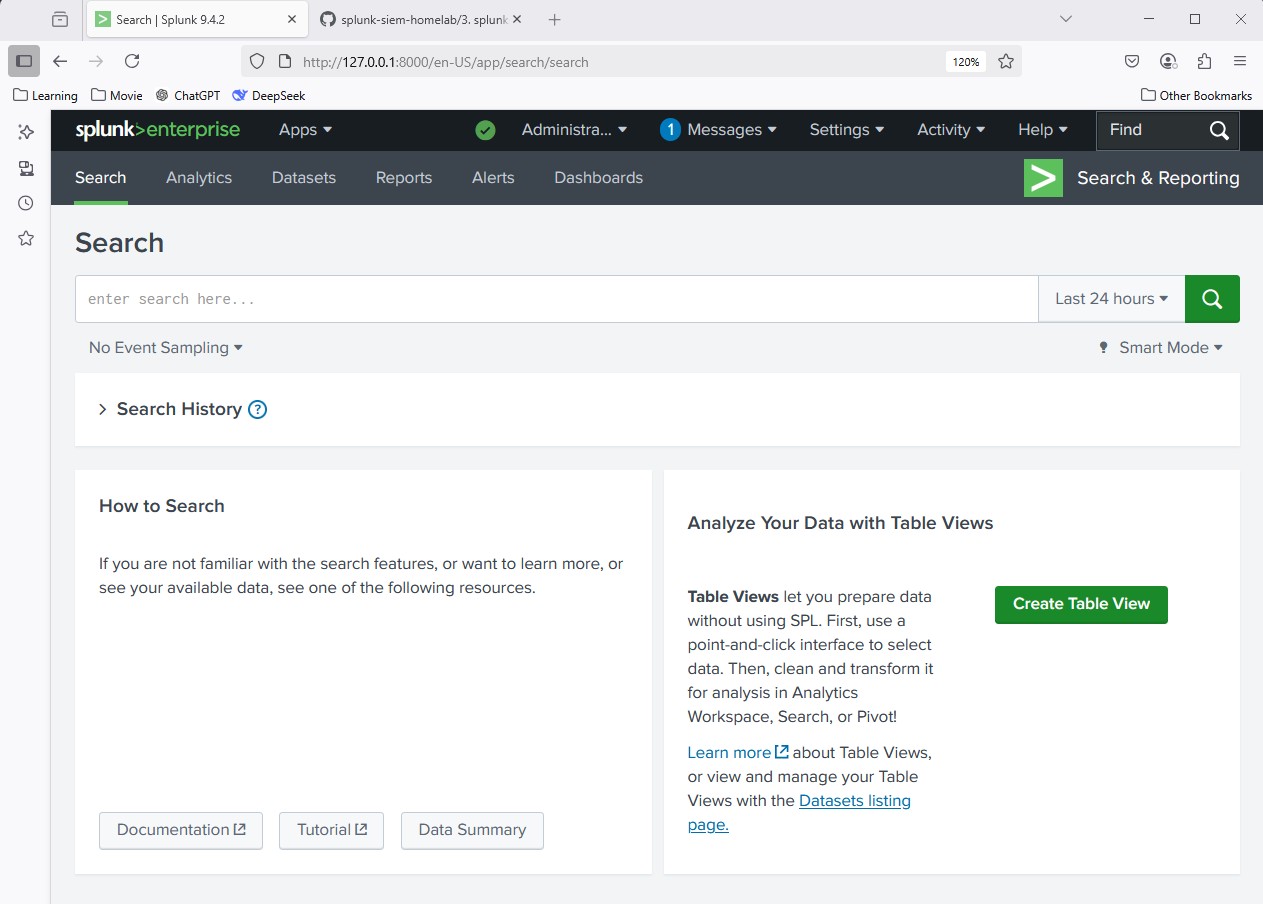 Search | Splunk 9.4.2
splunk-siem-homelab/3. splunk
http://127.0.0.1:8000/en-US/app/search/search
120%
Learning
Movie
ChatGPT
DeepSeek
Other Bookmarks
splunk>enterprise
Apps
Administra...
1
Messages
Settings
Activity
Help
Find
Search
Analytics
Datasets
Reports
Alerts
Dashboards
>
Search & Reporting
Search
enter search here...
Last 24 hours
No Event Sampling
Smart Mode
Search History ?
How to Search
If you are not familiar with the search features, or want to learn more, or
see your available data, see one of the following resources.
Documentation
Tutorial
Data Summary
Analyze Your Data with Table Views
Table Views let you prepare data
without using SPL. First, use a
point-and-click interface to select
data. Then, clean and transform it
for analysis in Analytics
Workspace, Search, or Pivot!
Learn more about Table Views,
or view and manage your Table
Views with the Datasets listing
page.
Create Table View